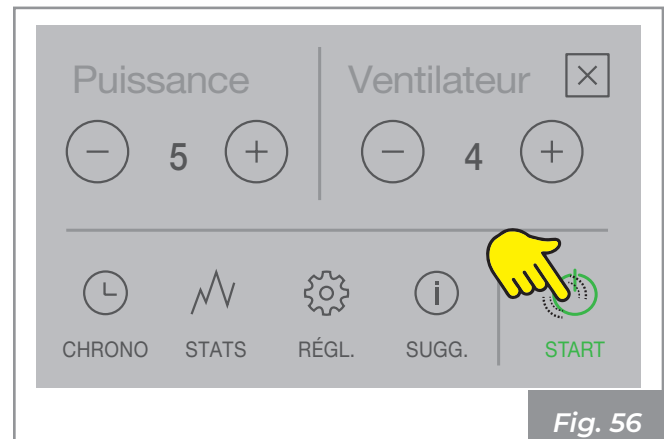 Puissance Ventilateur
5 4
CHRONO STATS RÉGL. SUGG. START
Fig. 56